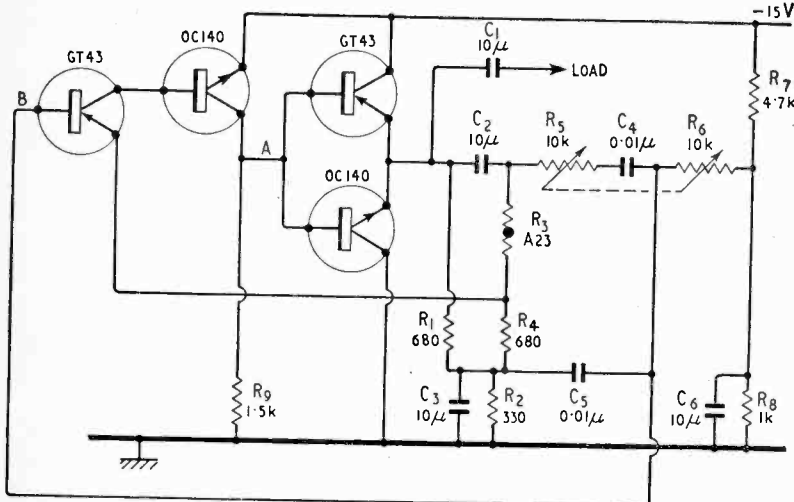 -15V
OC140
GT43
GT43
C1
10μ
LOAD
B
A
C2
10μ
R5
10k
C4
0.01μ
R6
10k
R7
4.7k
OC140
R3
A23
R1
680
R4
680
R9
1.5k
C3
10μ
R2
330
C5
0.01μ
C6
10μ
R8
1k